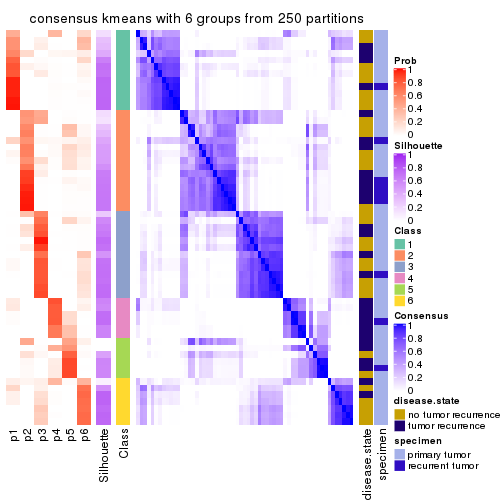 consensus kmeans with 6 groups from 250 partitions
p1
p2
p3
p4
p5
p6
Silhouette
Class
disease.state
specimen
Prob
1
0.8
0.6
0.4
0.2
0
Silhouette
1
0.8
0.6
0.4
0.2
0
Class
1
2
3
4
5
6
Consensus
1
0.8
0.6
0.4
0.2
0
disease.state
no tumor recurrence
tumor recurrence
specimen
primary tumor
recurrent tumor